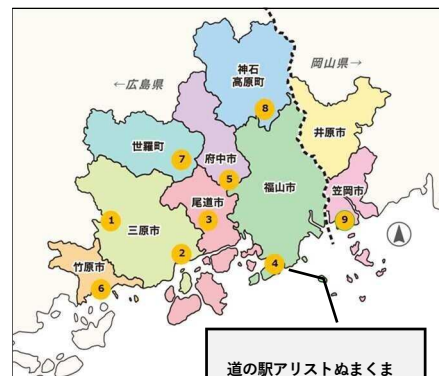 ←広島県
岡山県→
神石
高原町
8
世羅町
7
府中市
5
井原市
福山市
笠岡市
9
尾道市
3
1
三原市
2
4
竹原市
6
道の駅アリストぬまくま